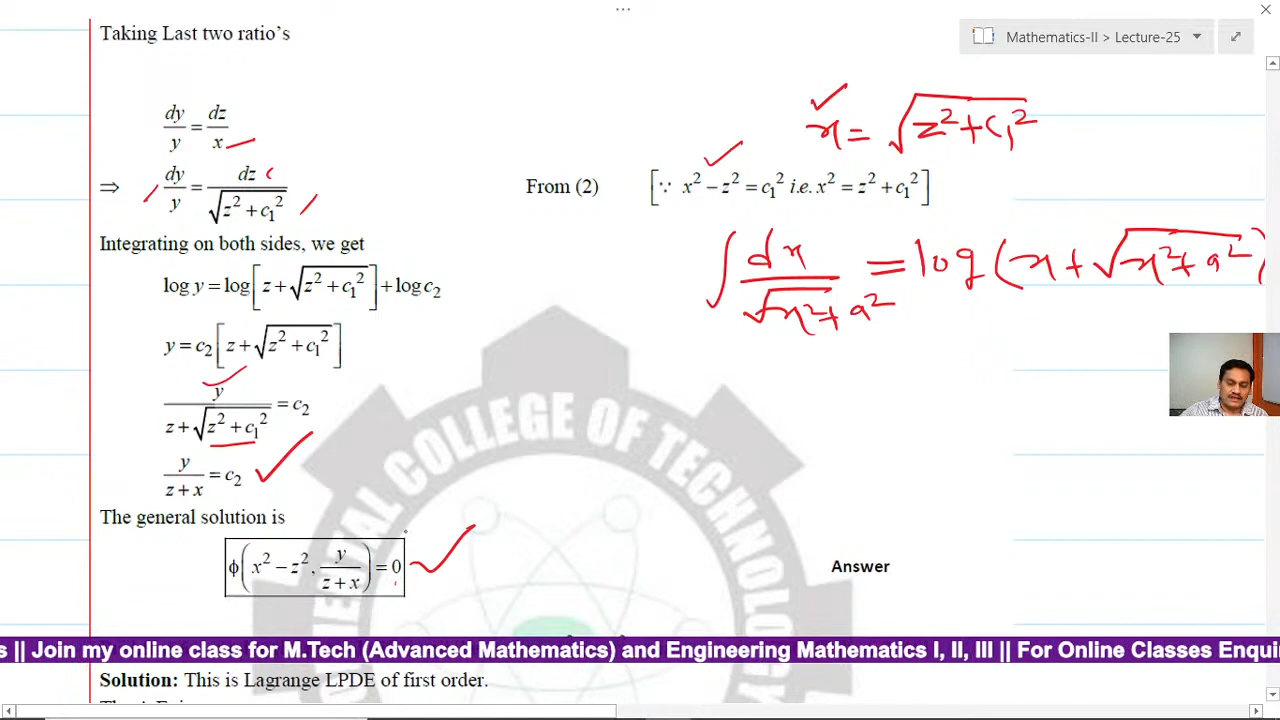 Taking Last two ratio's
Mathematics-II > Lecture-25
dy/y = dz/x
x = √(z² + c₁²)
⇒ dy/y = dz/√(z² + c₁²) From (2) [∵ x² − z² = c₁² i.e. x² = z² + c₁²]
Integrating on both sides, we get
∫ dx/√(x² + a²) = log(x + √(x² + a²))
log y = log[z + √(z² + c₁²)] + log c₂
y = c₂[z + √(z² + c₁²)]
y/(z + √(z² + c₁²)) = c₂
y/(z + x) = c₂
The general solution is
ϕ(x² − z², y/(z + x)) = 0
Answer
s || Join my online class for M.Tech (Advanced Mathematics) and Engineering Mathematics I, II, III || For Online Classes Enqui
Solution: This is Lagrange LPDE of first order.
MENTAL COLLEGE OF TECHNOLOGY